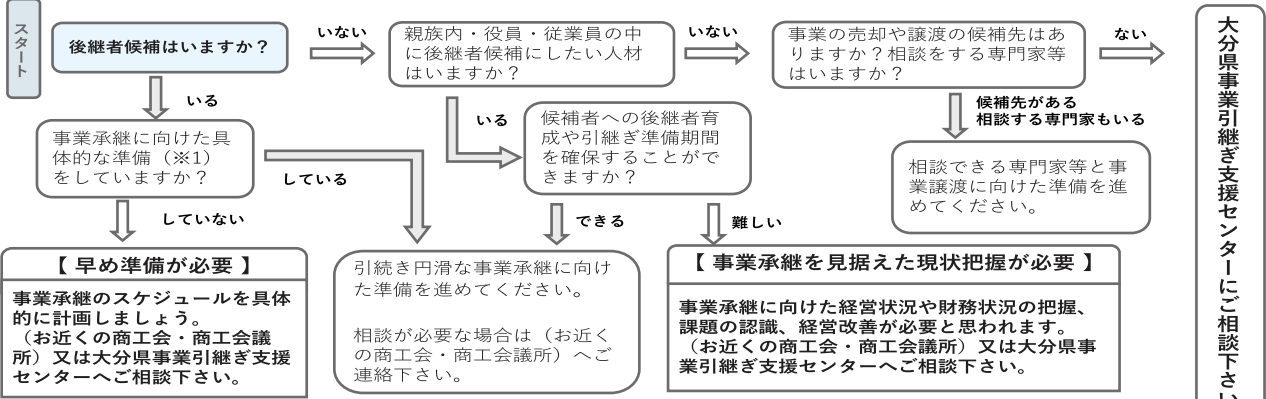 スタート
後継者候補はいますか？
いない
親族内・役員・従業員の中
に後継者候補にしたい人材
はいますか？
いない
事業の売却や譲渡の候補先はあ
りますか？相談をする専門家等
はいますか？
ない
大分県事業引継ぎ支援センターにご相談下さい
いる
事業承継に向けた具
体的な準備（※1）
をしていますか？
している
いる
候補者への後継者育
成や引継ぎ準備期間
を確保することがで
きますか？
候補先がある
相談する専門家もいる
相談できる専門家等と事
業譲渡に向けた準備を進
めてください。
していない
できる
難しい
【 早め準備が必要 】
事業承継のスケジュールを具体
的に計画しましょう。
（お近くの商工会・商工会議
所）又は大分県事業引継ぎ支援
センターへご相談下さい。
引続き円滑な事業承継に向け
た準備を進めてください。
相談が必要な場合は（お近く
の商工会・商工会議所）へご
連絡下さい。
【 事業承継を見据えた現状把握が必要 】
事業承継に向けた経営状況や財務状況の把握、
課題の認識、経営改善が必要と思われます。
（お近くの商工会・商工会議所）又は大分県事
業引継ぎ支援センターへご相談下さい。